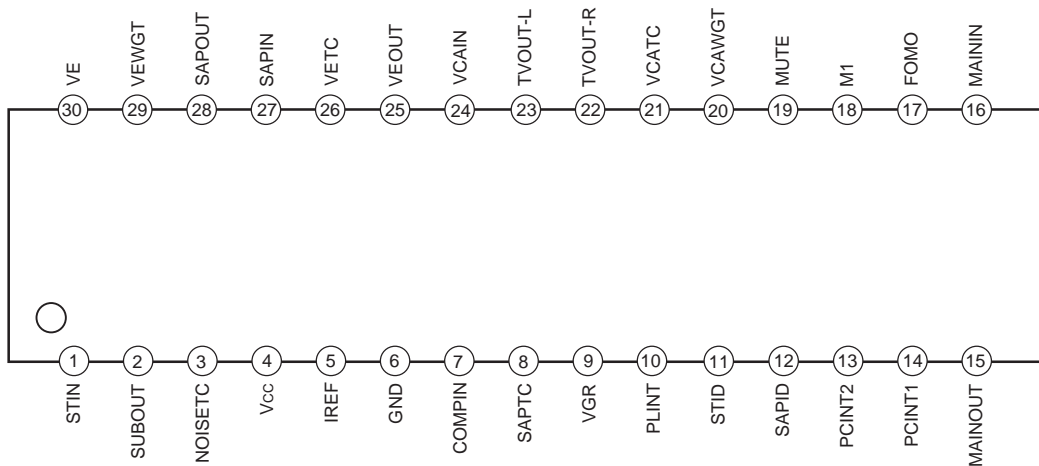 VE VEWGT SAPOUT SAPIN VETC VEOUT VCAIN TVOUT-L TVOUT-R VCATC VCAWGT MUTE M1 FOMO MAININ
30 29 28 27 26 25 24 23 22 21 20 19 18 17 16
1 2 3 4 5 6 7 8 9 10 11 12 13 14 15
STIN SUBOUT NOISETC Vcc IREF GND COMPIN SAPTC VGR PLINT STID SAPID PCINT2 PCINT1 MAINOUT